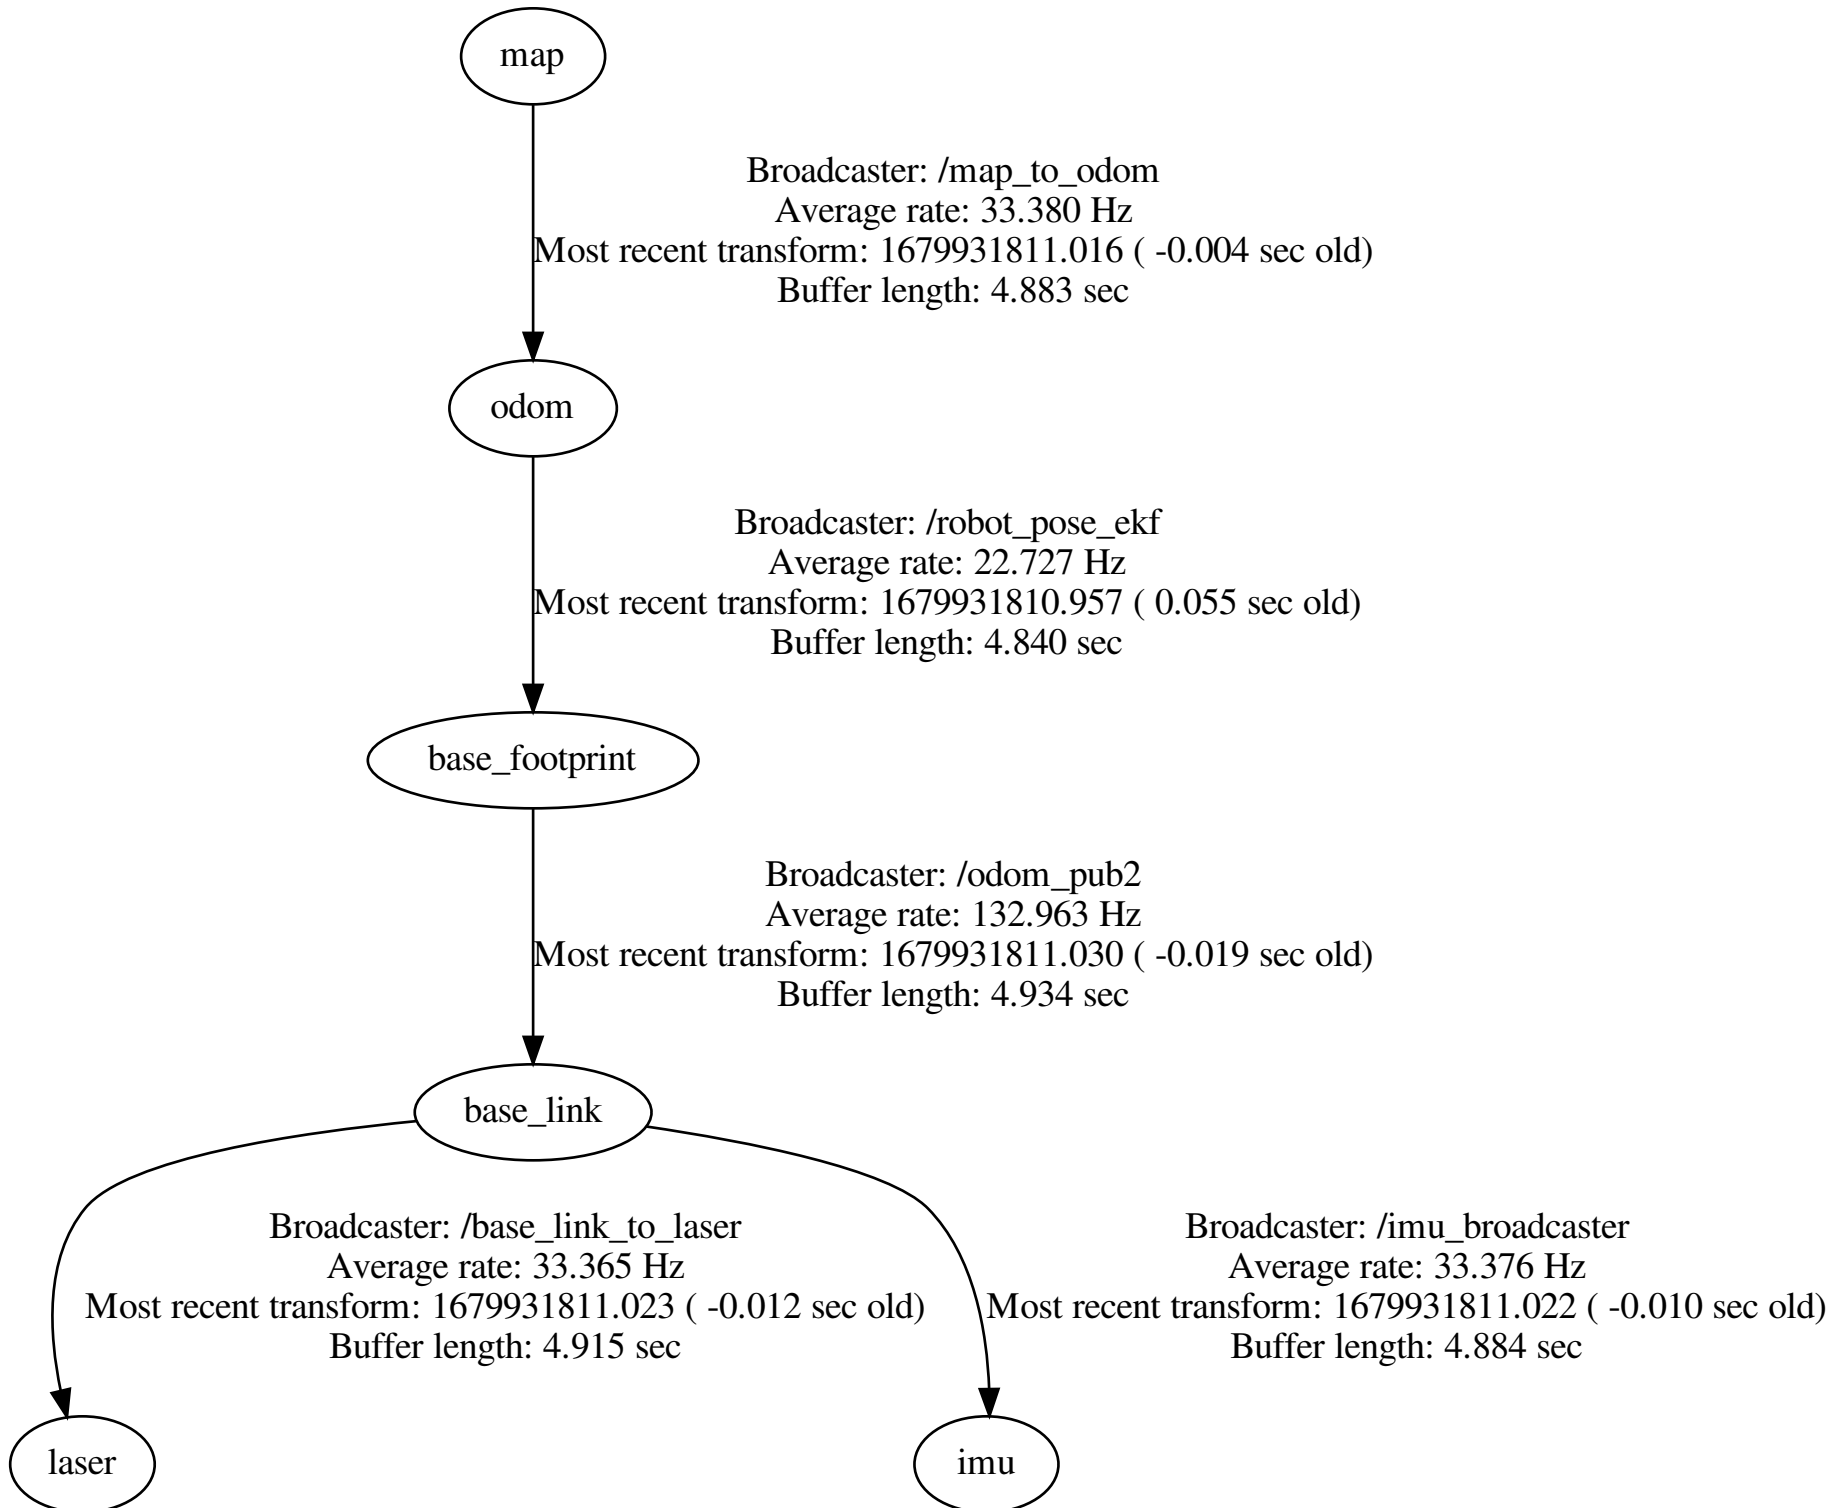 map
Broadcaster: /map_to_odom
Average rate: 33.380 Hz
Most recent transform: 1679931811.016 ( -0.004 sec old)
Buffer length: 4.883 sec
odom
Broadcaster: /robot_pose_ekf
Average rate: 22.727 Hz
Most recent transform: 1679931810.957 ( 0.055 sec old)
Buffer length: 4.840 sec
base_footprint
Broadcaster: /odom_pub2
Average rate: 132.963 Hz
Most recent transform: 1679931811.030 ( -0.019 sec old)
Buffer length: 4.934 sec
base_link
Broadcaster: /base_link_to_laser
Average rate: 33.365 Hz
Most recent transform: 1679931811.023 ( -0.012 sec old)
Buffer length: 4.915 sec
Broadcaster: /imu_broadcaster
Average rate: 33.376 Hz
Most recent transform: 1679931811.022 ( -0.010 sec old)
Buffer length: 4.884 sec
laser
imu